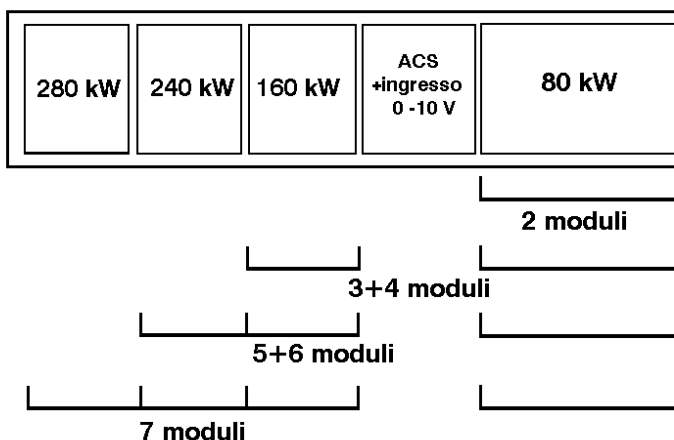 280 kW
240 kW
160 kW
ACS
+ingresso
0 -10 V
80 kW
2 moduli
3+4 moduli
5+6 moduli
7 moduli